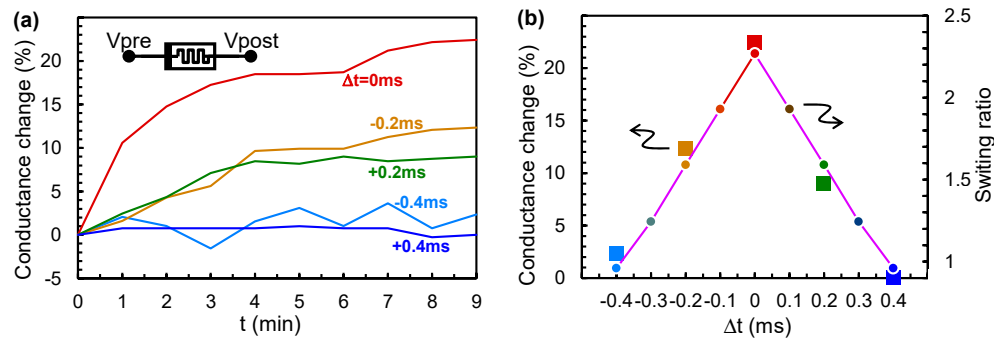 (a)
Conductance change (%)
20
15
10
5
0
-5
Vpre
Vpost
Δt=0ms
-0.2ms
+0.2ms
-0.4ms
+0.4ms
0 1 2 3 4 5 6 7 8 9
t (min)
(b)
Conductance change (%)
25
20
15
10
5
0
2.5
2
1.5
1
Switing ratio
-0.4 -0.3 -0.2 -0.1 0 0.1 0.2 0.3 0.4
Δt (ms)